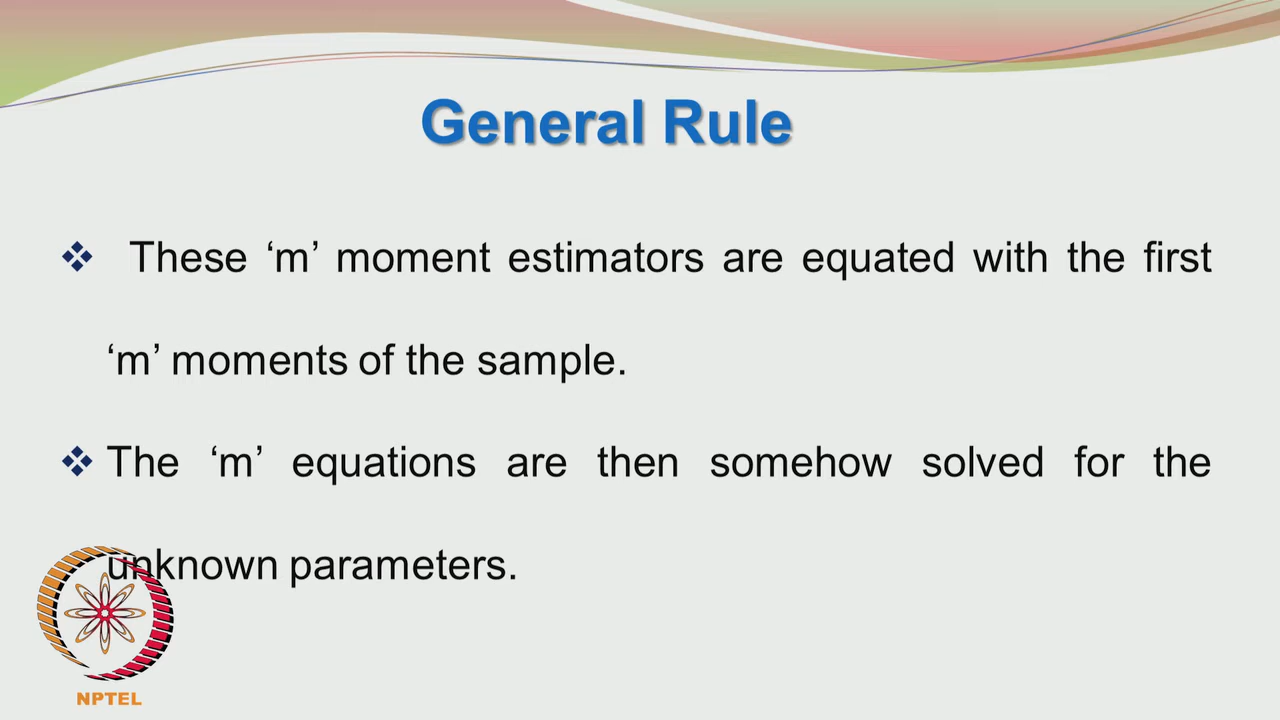 General Rule
❖ These ‘m’ moment estimators are equated with the first
‘m’ moments of the sample.
❖ The ‘m’ equations are then somehow solved for the
unknown parameters.
NPTEL